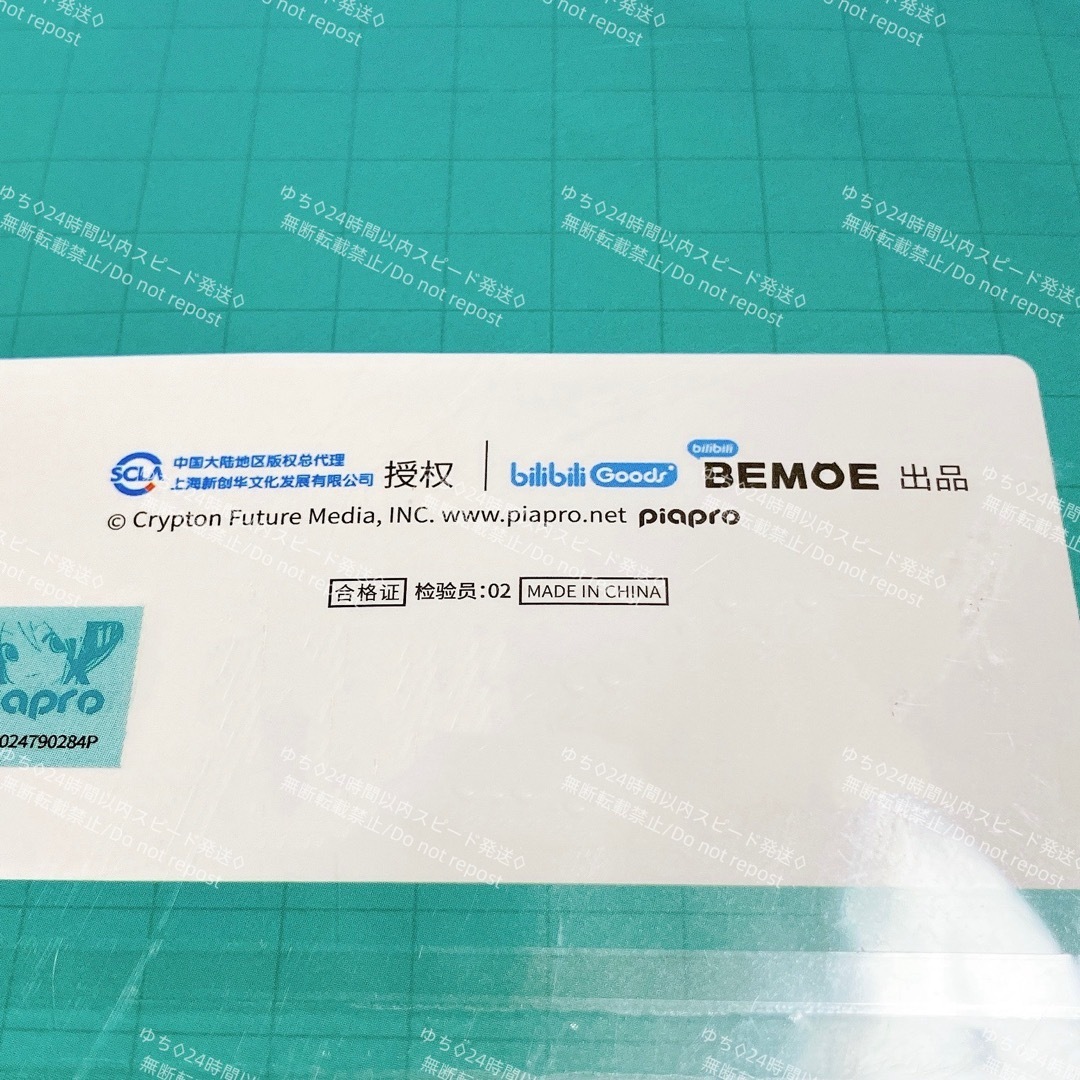 SCLA 中国大陆地区版权总代理
上海新创华文化发展有限公司 授权
bilibili Goods
bilibili
BEMOE 出品
© Crypton Future Media, INC. www.piapro.net piapro
合格证 检验员:02 MADE IN CHINA
apro
024790284P
ゆち◇24時間以内スピード発送◇
無断転載禁止/Do not repost